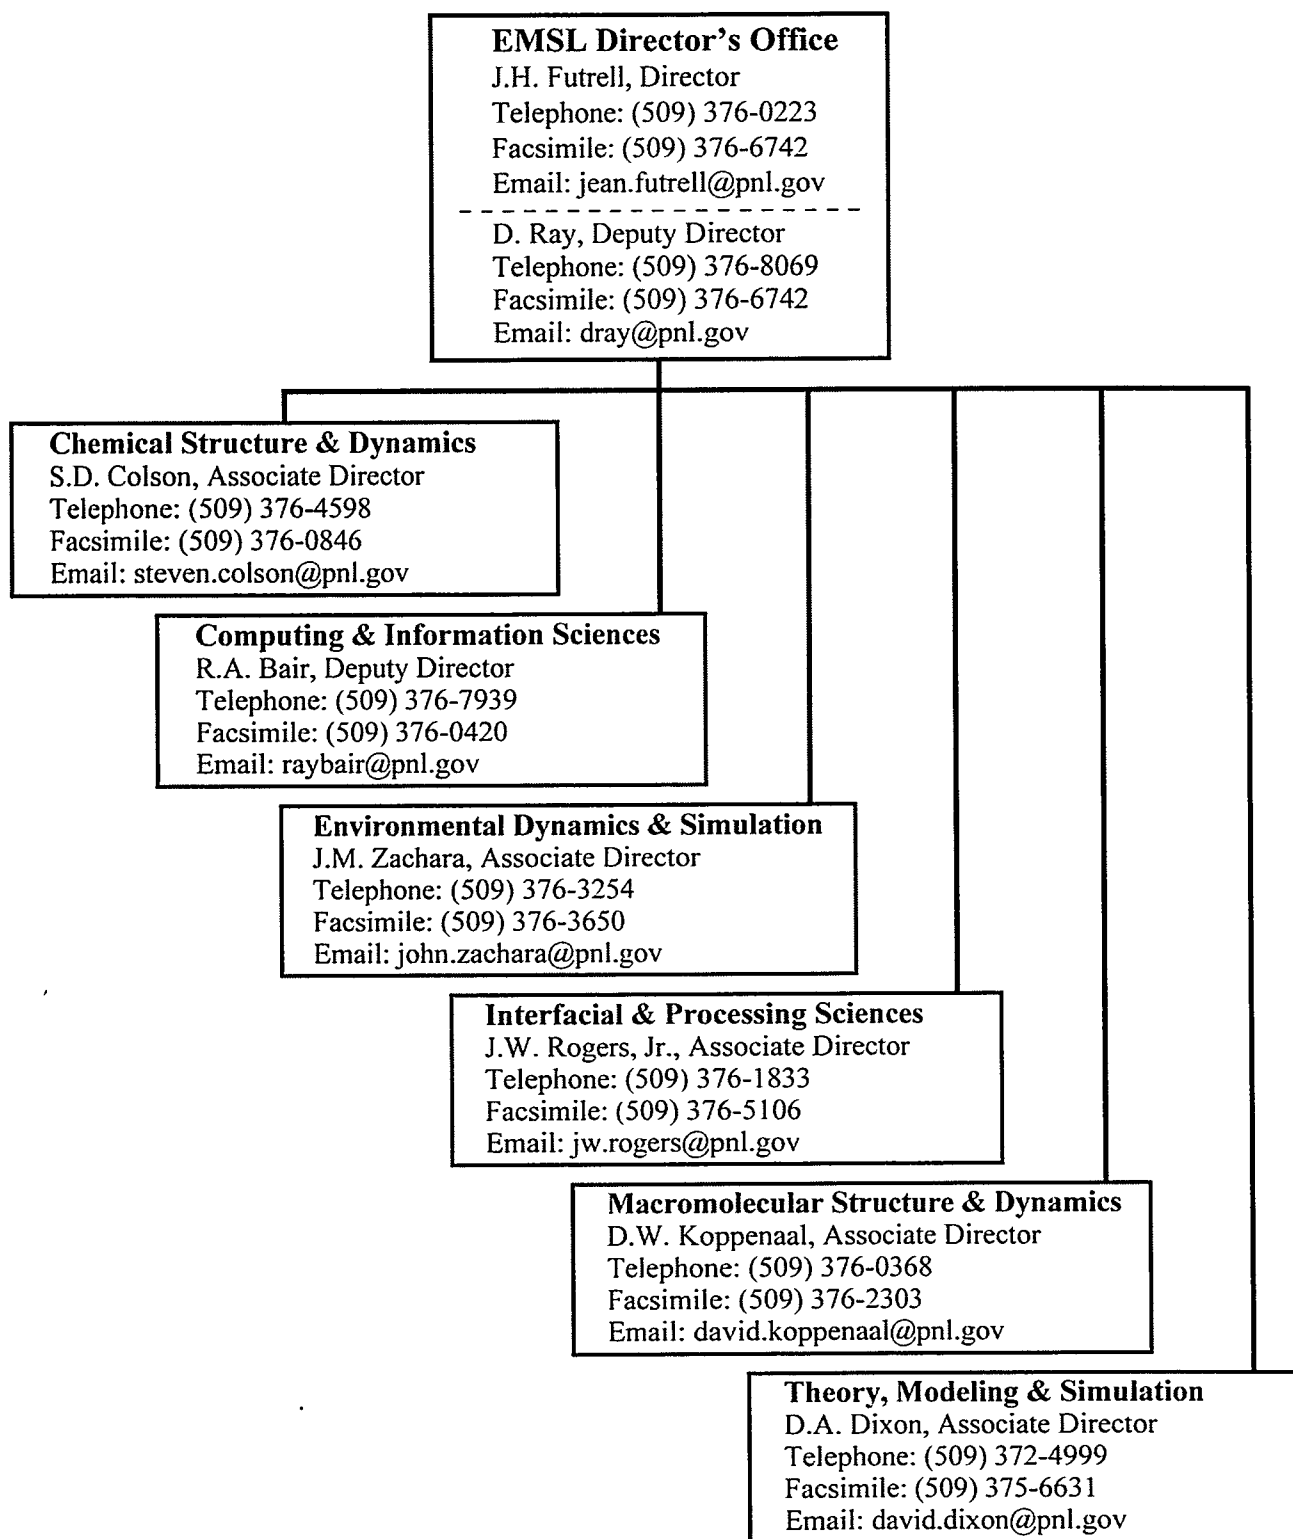 EMSL Director's Office
J.H. Futrell, Director
Telephone: (509) 376-0223
Facsimile: (509) 376-6742
Email: jean.futrell@pnl.gov
D. Ray, Deputy Director
Telephone: (509) 376-8069
Facsimile: (509) 376-6742
Email: dray@pnl.gov
Chemical Structure & Dynamics
S.D. Colson, Associate Director
Telephone: (509) 376-4598
Facsimile: (509) 376-0846
Email: steven.colson@pnl.gov
Computing & Information Sciences
R.A. Bair, Deputy Director
Telephone: (509) 376-7939
Facsimile: (509) 376-0420
Email: raybair@pnl.gov
Environmental Dynamics & Simulation
J.M. Zachara, Associate Director
Telephone: (509) 376-3254
Facsimile: (509) 376-3650
Email: john.zachara@pnl.gov
Interfacial & Processing Sciences
J.W. Rogers, Jr., Associate Director
Telephone: (509) 376-1833
Facsimile: (509) 376-5106
Email: jw.rogers@pnl.gov
Macromolecular Structure & Dynamics
D.W. Koppenaal, Associate Director
Telephone: (509) 376-0368
Facsimile: (509) 376-2303
Email: david.koppenaal@pnl.gov
Theory, Modeling & Simulation
D.A. Dixon, Associate Director
Telephone: (509) 372-4999
Facsimile: (509) 375-6631
Email: david.dixon@pnl.gov